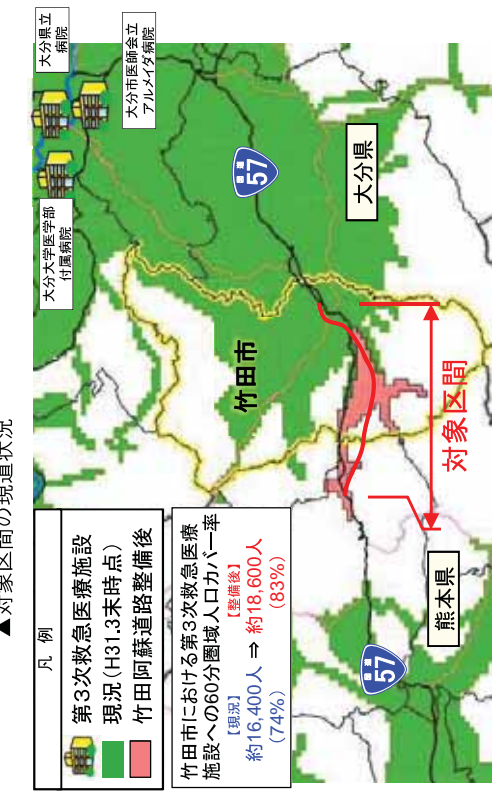 ▲対象区間の現道状況
凡 例
第3次救急医療施設
現況(H31.3末時点)
竹田阿蘇道路整備後
竹田市における第3次救急医療
施設への60分圏域人口カバー率
【現況】 【整備後】
約16,400人 ⇒ 約18,600人
(74%) (83%)
大分大学医学部
付属病院
大分県立
病院
大分市医師会立
アルメイダ病院
竹田市
国道
57
大分県
対象区間
熊本県
国道
57